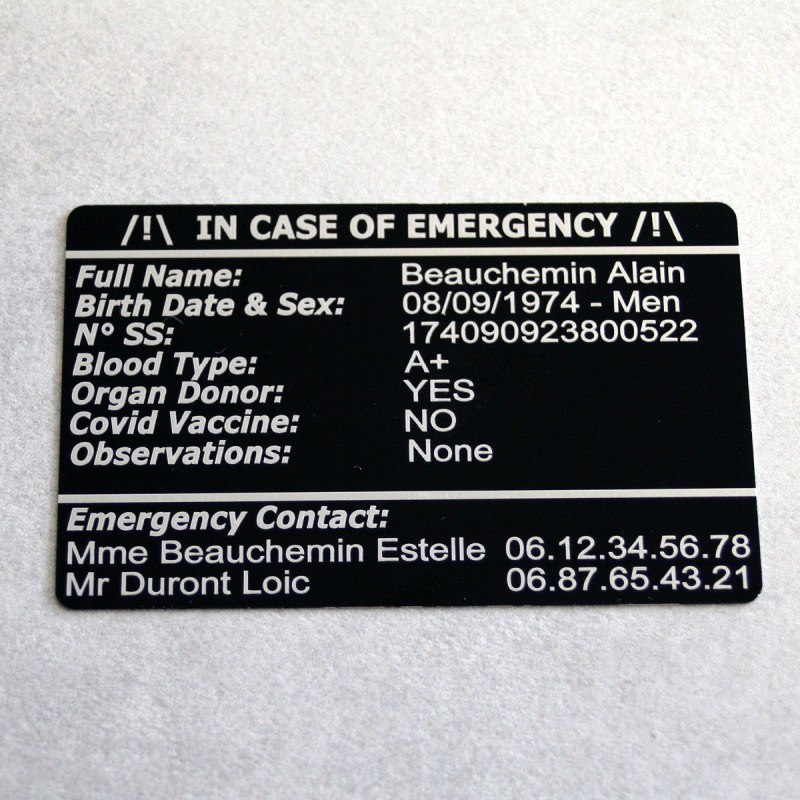 /!\ IN CASE OF EMERGENCY /!\
Full Name: Beauchemin Alain
Birth Date & Sex: 08/09/1974 - Men
N° SS: 174090923800522
Blood Type: A+
Organ Donor: YES
Covid Vaccine: NO
Observations: None
Emergency Contact:
Mme Beauchemin Estelle 06.12.34.56.78
Mr Duront Loic 06.87.65.43.21